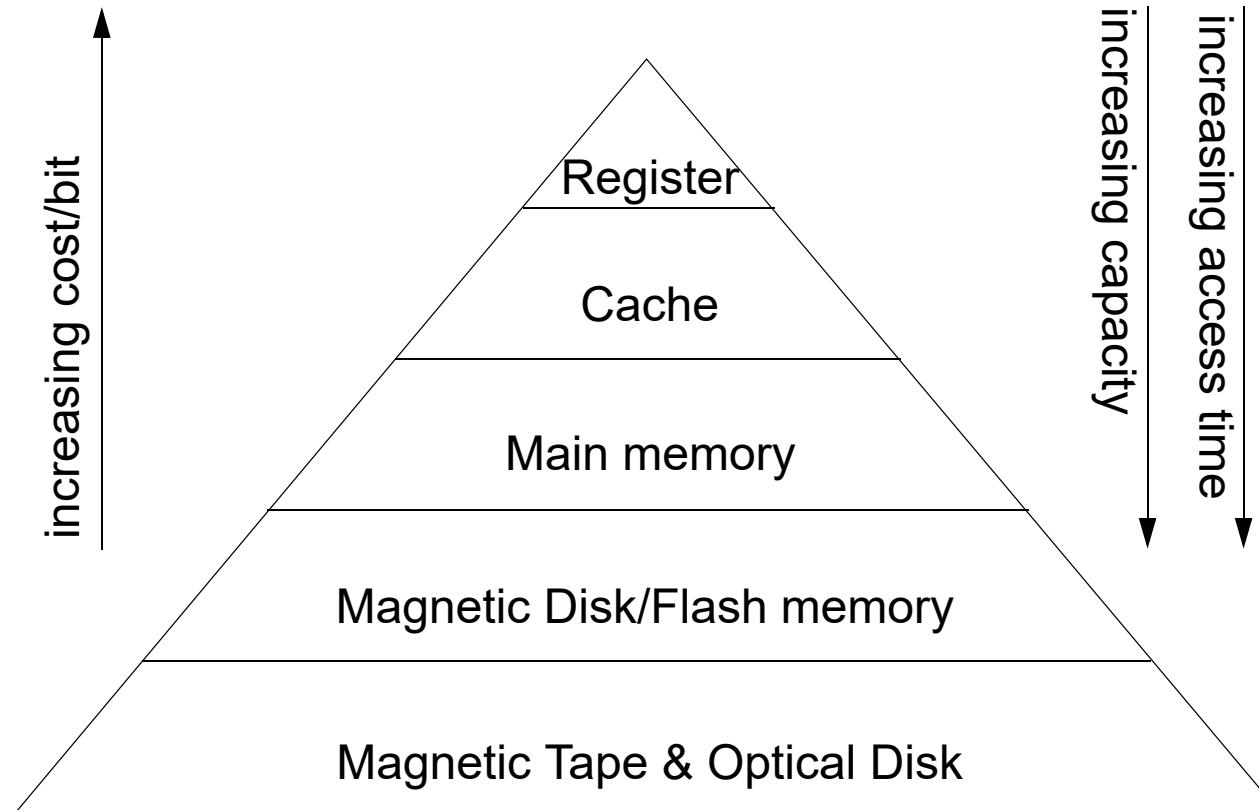 increasing cost/bit
Register
Cache
Main memory
Magnetic Disk/Flash memory
Magnetic Tape & Optical Disk
increasing capacity
increasing access time